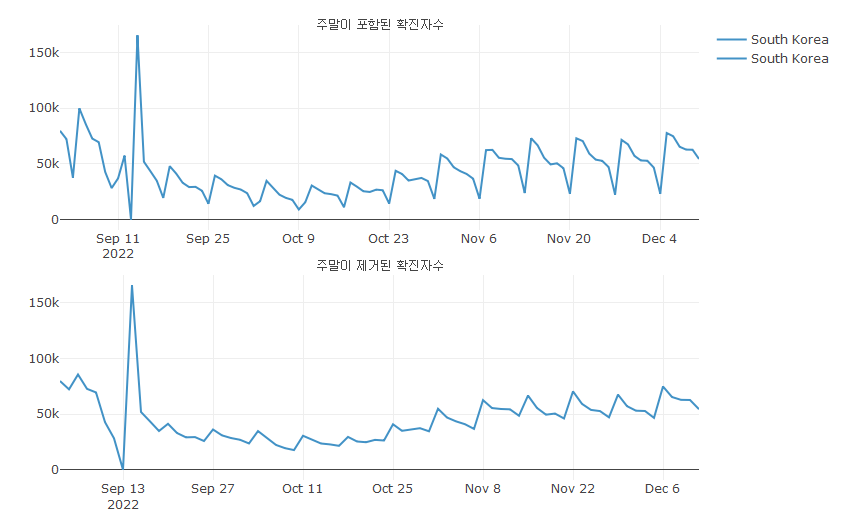 주말이 포함된 확진자수
150k
100k
50k
0
Sep 11
2022
Sep 25
Oct 9
Oct 23
Nov 6
Nov 20
Dec 4
South Korea
South Korea
주말이 제거된 확진자수
150k
100k
50k
0
Sep 13
2022
Sep 27
Oct 11
Oct 25
Nov 8
Nov 22
Dec 6